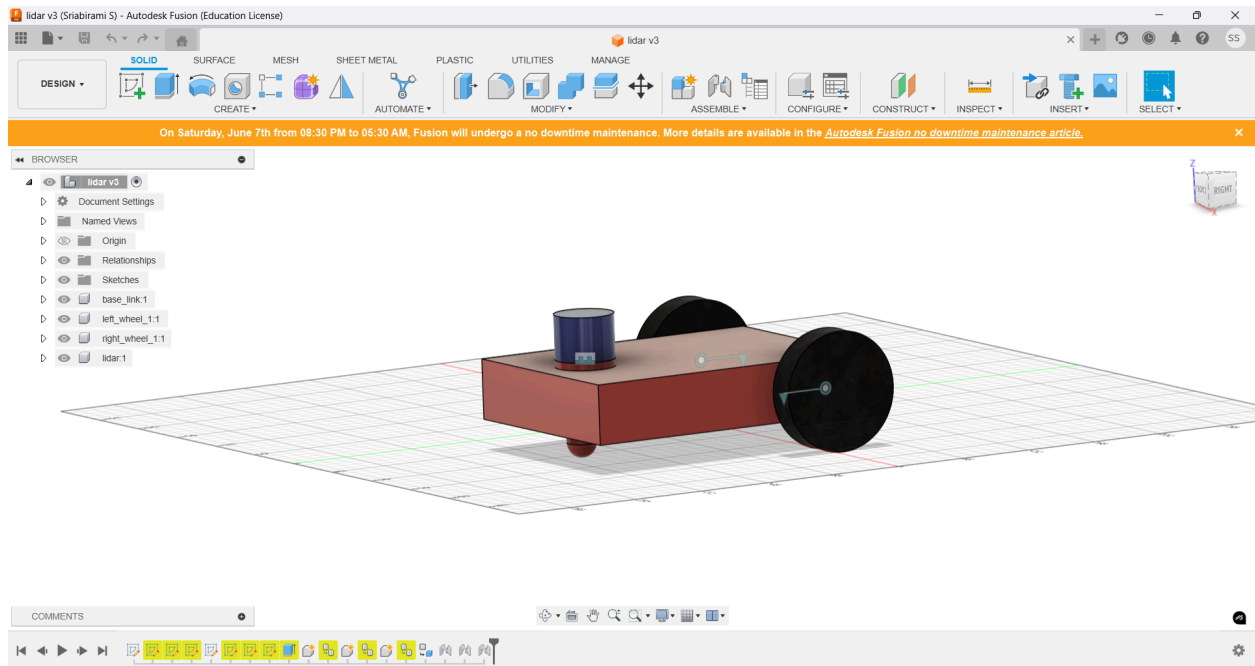 lidar v3 (Sriabirami S) - Autodesk Fusion (Education License)
lidar v3
SS
DESIGN
SOLID SURFACE MESH SHEET METAL PLASTIC UTILITIES MANAGE
CREATE AUTOMATE MODIFY ASSEMBLE CONFIGURE CONSTRUCT INSPECT INSERT SELECT
On Saturday, June 7th from 08:30 PM to 05:30 AM, Fusion will undergo a no downtime maintenance. More details are available in the Autodesk Fusion no downtime maintenance article.
BROWSER
lidar v3
Document Settings
Named Views
Origin
Relationships
Sketches
base_link:1
left_wheel_1:1
right_wheel_1:1
lidar:1
Z
RIGHT
X
COMMENTS